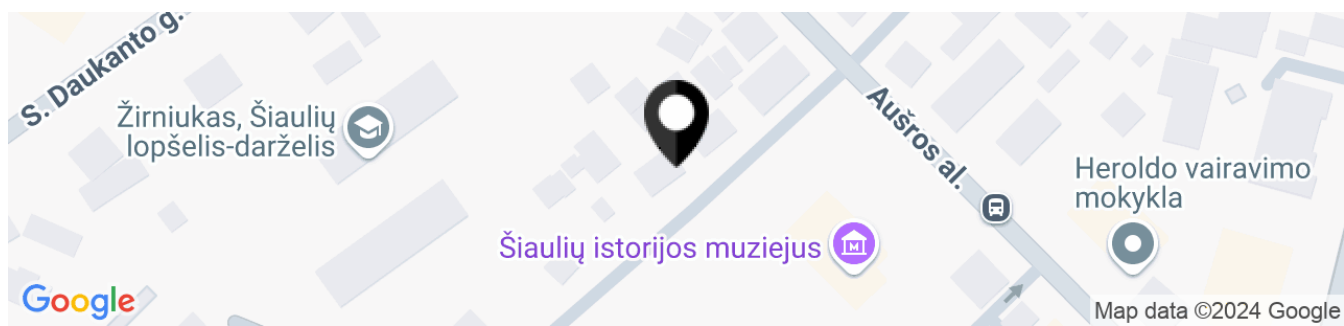 S. Daukanto g.
Žirniukas, Šiaulių
lopšelis-darželis
Aušros al.
Heroldo vairavimo
mokykla
Šiaulių istorijos muziejus
M
Google
Map data ©2024 Google